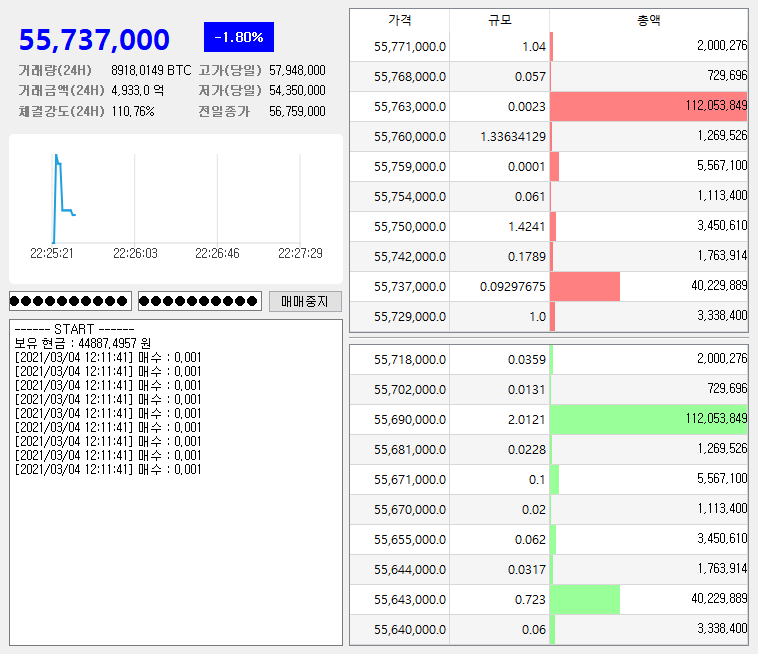 55,737,000 -1.80%
거래량(24H) 8918,0149 BTC 고가(당일) 57,948,000
거래금액(24H) 4,933,0 억 저가(당일) 54,350,000
체결강도(24H) 110,76% 전일종가 56,759,000
22:25:21 22:26:03 22:26:46 22:27:29
●●●●●●●●●● ●●●●●●●●●● 매매중지
------ START ------
보유 현금 : 44887,4957 원
[2021/03/04 12:11:41] 매수 : 0,001
[2021/03/04 12:11:41] 매수 : 0,001
[2021/03/04 12:11:41] 매수 : 0,001
[2021/03/04 12:11:41] 매수 : 0,001
[2021/03/04 12:11:41] 매수 : 0,001
[2021/03/04 12:11:41] 매수 : 0,001
[2021/03/04 12:11:41] 매수 : 0,001
[2021/03/04 12:11:41] 매수 : 0,001
[2021/03/04 12:11:41] 매수 : 0,001
가격 규모 총액
55,771,000.0 1.04 2,000,276
55,768,000.0 0.057 729,696
55,763,000.0 0.0023 112,053,849
55,760,000.0 1.33634129 1,269,526
55,759,000.0 0.0001 5,567,100
55,754,000.0 0.061 1,113,400
55,750,000.0 1.4241 3,450,610
55,742,000.0 0.1789 1,763,914
55,737,000.0 0.09297675 40,229,889
55,729,000.0 1.0 3,338,400
55,718,000.0 0.0359 2,000,276
55,702,000.0 0.0131 729,696
55,690,000.0 2.0121 112,053,849
55,681,000.0 0.0228 1,269,526
55,671,000.0 0.1 5,567,100
55,670,000.0 0.02 1,113,400
55,655,000.0 0.062 3,450,610
55,644,000.0 0.0317 1,763,914
55,643,000.0 0.723 40,229,889
55,640,000.0 0.06 3,338,400